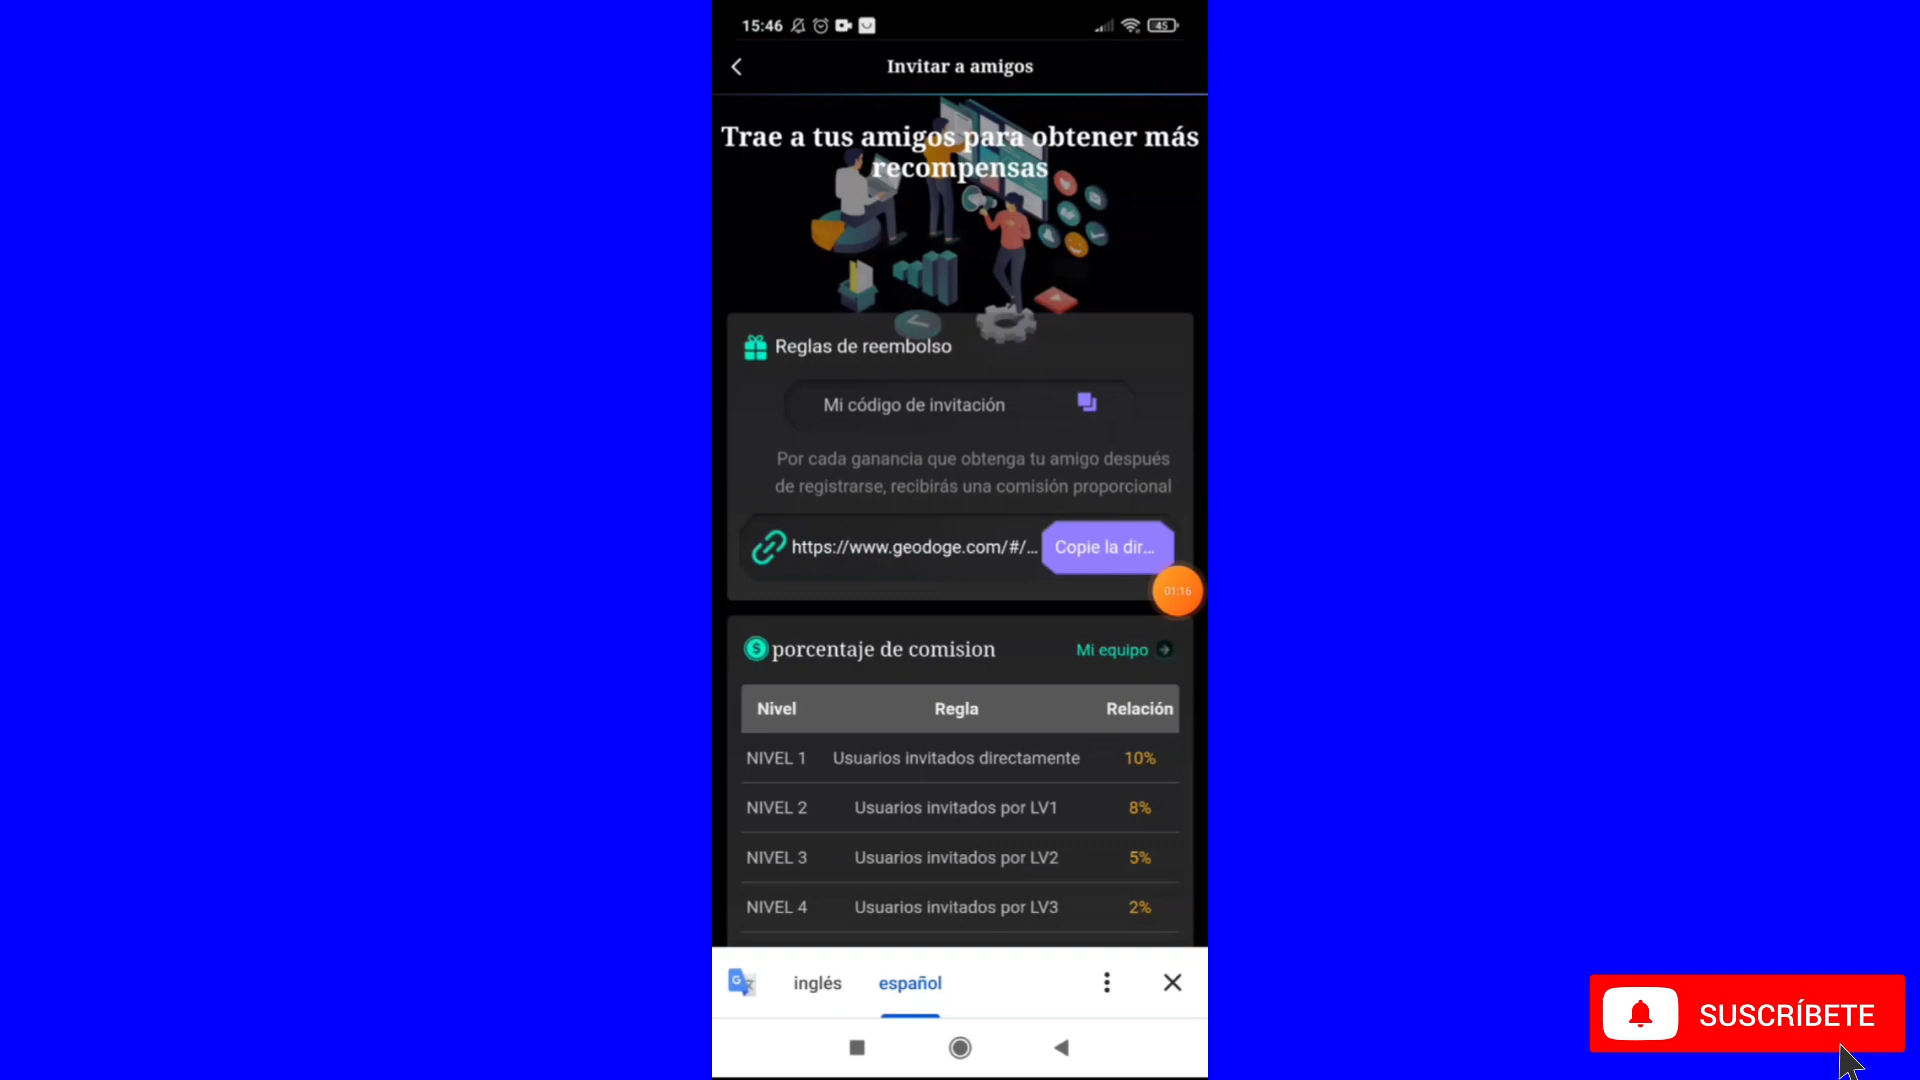 15:46
45
Invitar a amigos
Trae a tus amigos para obtener más
recompensas
Reglas de reembolso
Mi código de invitación
Por cada ganancia que obtenga tu amigo después
de registrarse, recibirás una comisión proporcional
https://www.geodoge.com/#/...
Copie la dir...
01:16
porcentaje de comision
Mi equipo
Nivel Regla Relación
NIVEL 1 Usuarios invitados directamente 10%
NIVEL 2 Usuarios invitados por LV1 8%
NIVEL 3 Usuarios invitados por LV2 5%
NIVEL 4 Usuarios invitados por LV3 2%
inglés español
SUSCRÍBETE